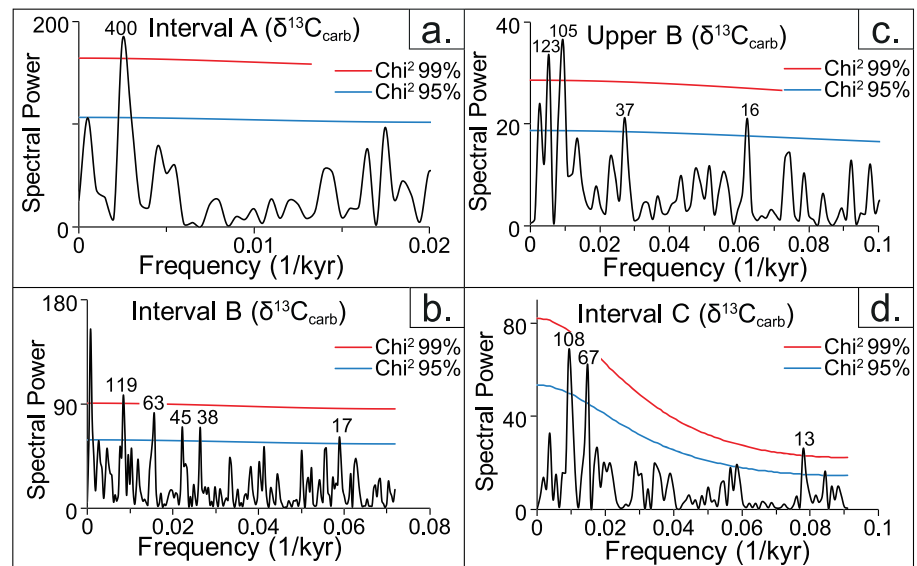 Interval A (δ¹³Ccarb)
a.
200
400
Chi² 99%
Chi² 95%
Spectral Power
0
0
0.01
0.02
Frequency (1/kyr)
Interval B (δ¹³Ccarb)
b.
180
Chi² 99%
Chi² 95%
119
63
45
38
17
90
Spectral Power
0
0
0.02
0.04
0.06
0.08
Frequency (1/kyr)
Upper B (δ¹³Ccarb)
c.
40
105
123
Chi² 99%
Chi² 95%
37
16
20
Spectral Power
0
0
0.02
0.04
0.06
0.08
0.1
Frequency (1/kyr)
Interval C (δ¹³Ccarb)
d.
80
108
67
Chi² 99%
Chi² 95%
13
40
Spectral Power
0
0
0.02
0.04
0.06
0.08
0.1
Frequency (1/kyr)